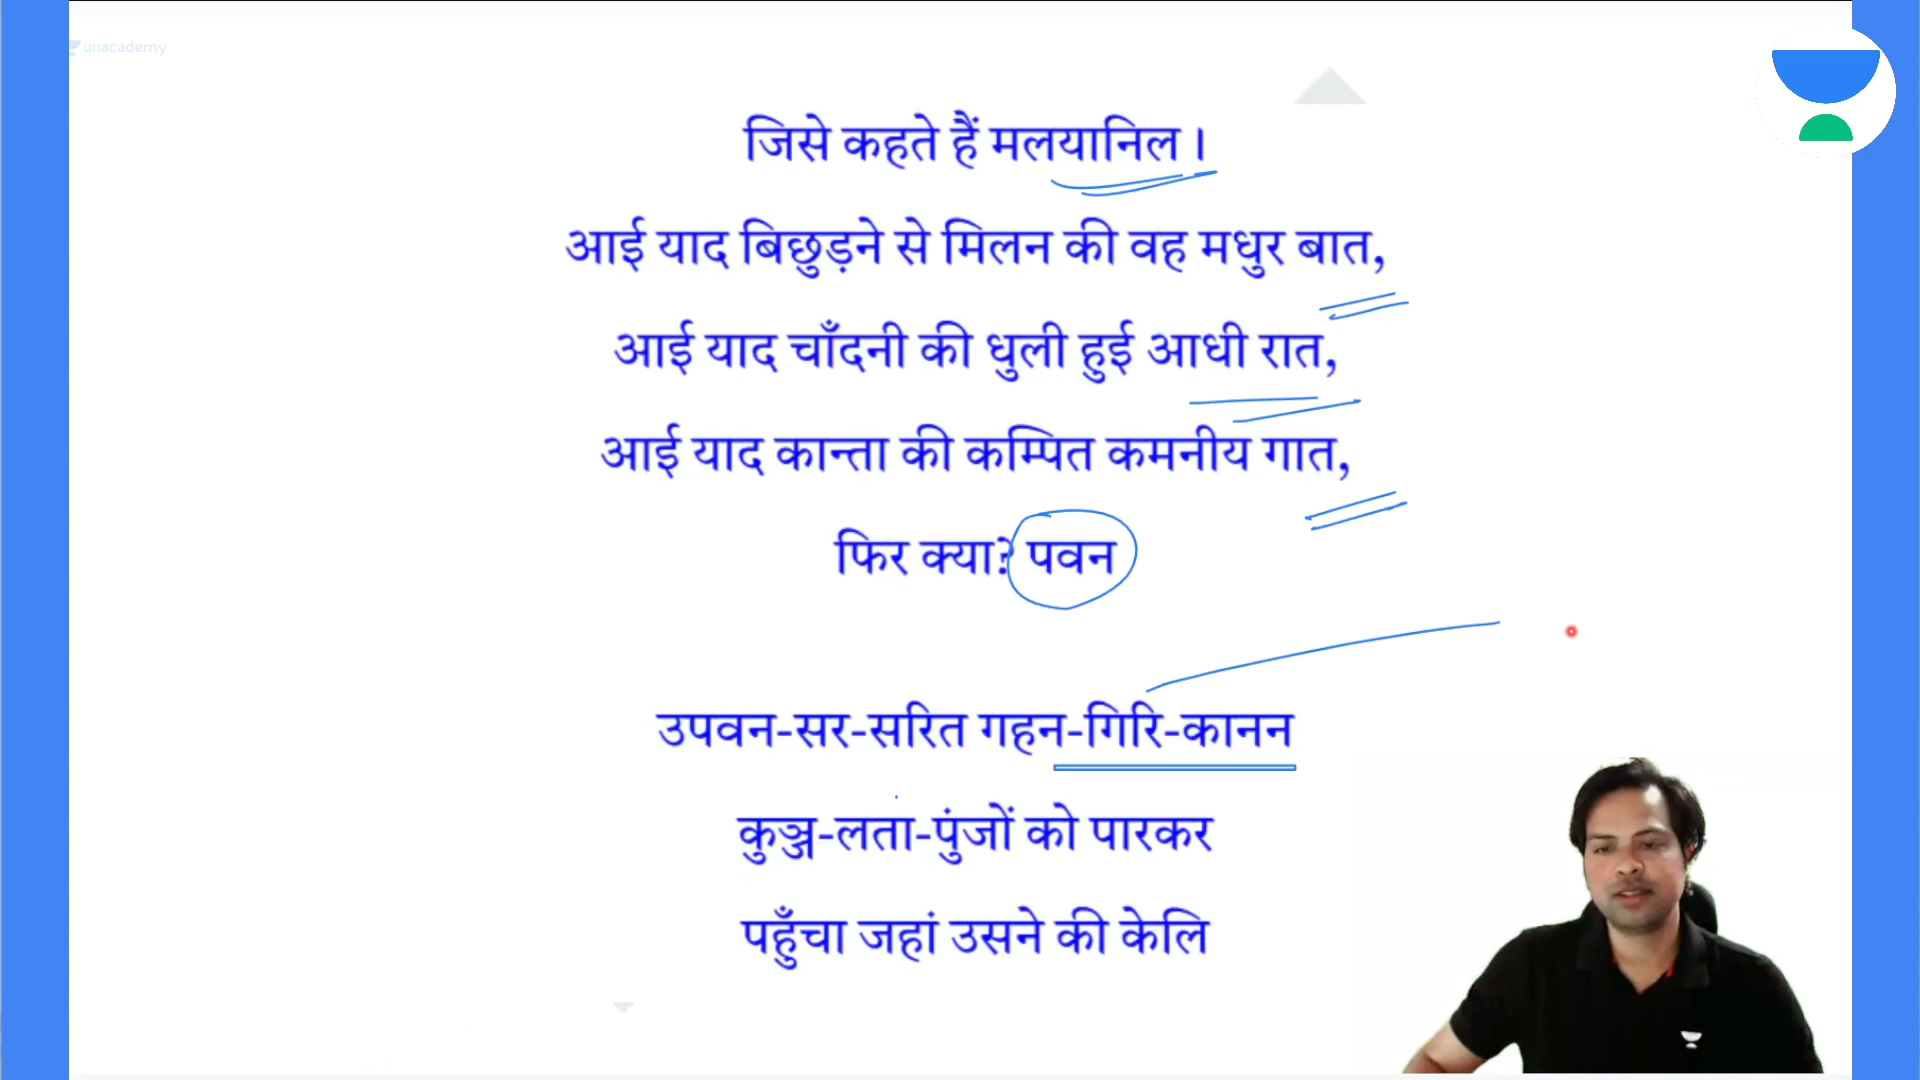 unacademy
जिसे कहते हैं मलयानिल।
आई याद बिछुड़ने से मिलन की वह मधुर बात,
आई याद चाँदनी की धुली हुई आधी रात,
आई याद कान्ता की कम्पित कमनीय गात,
फिर क्या? पवन
उपवन-सर-सरित गहन-गिरि-कानन
कुञ्ज-लता-पुंजों को पारकर
पहुँचा जहां उसने की केलि